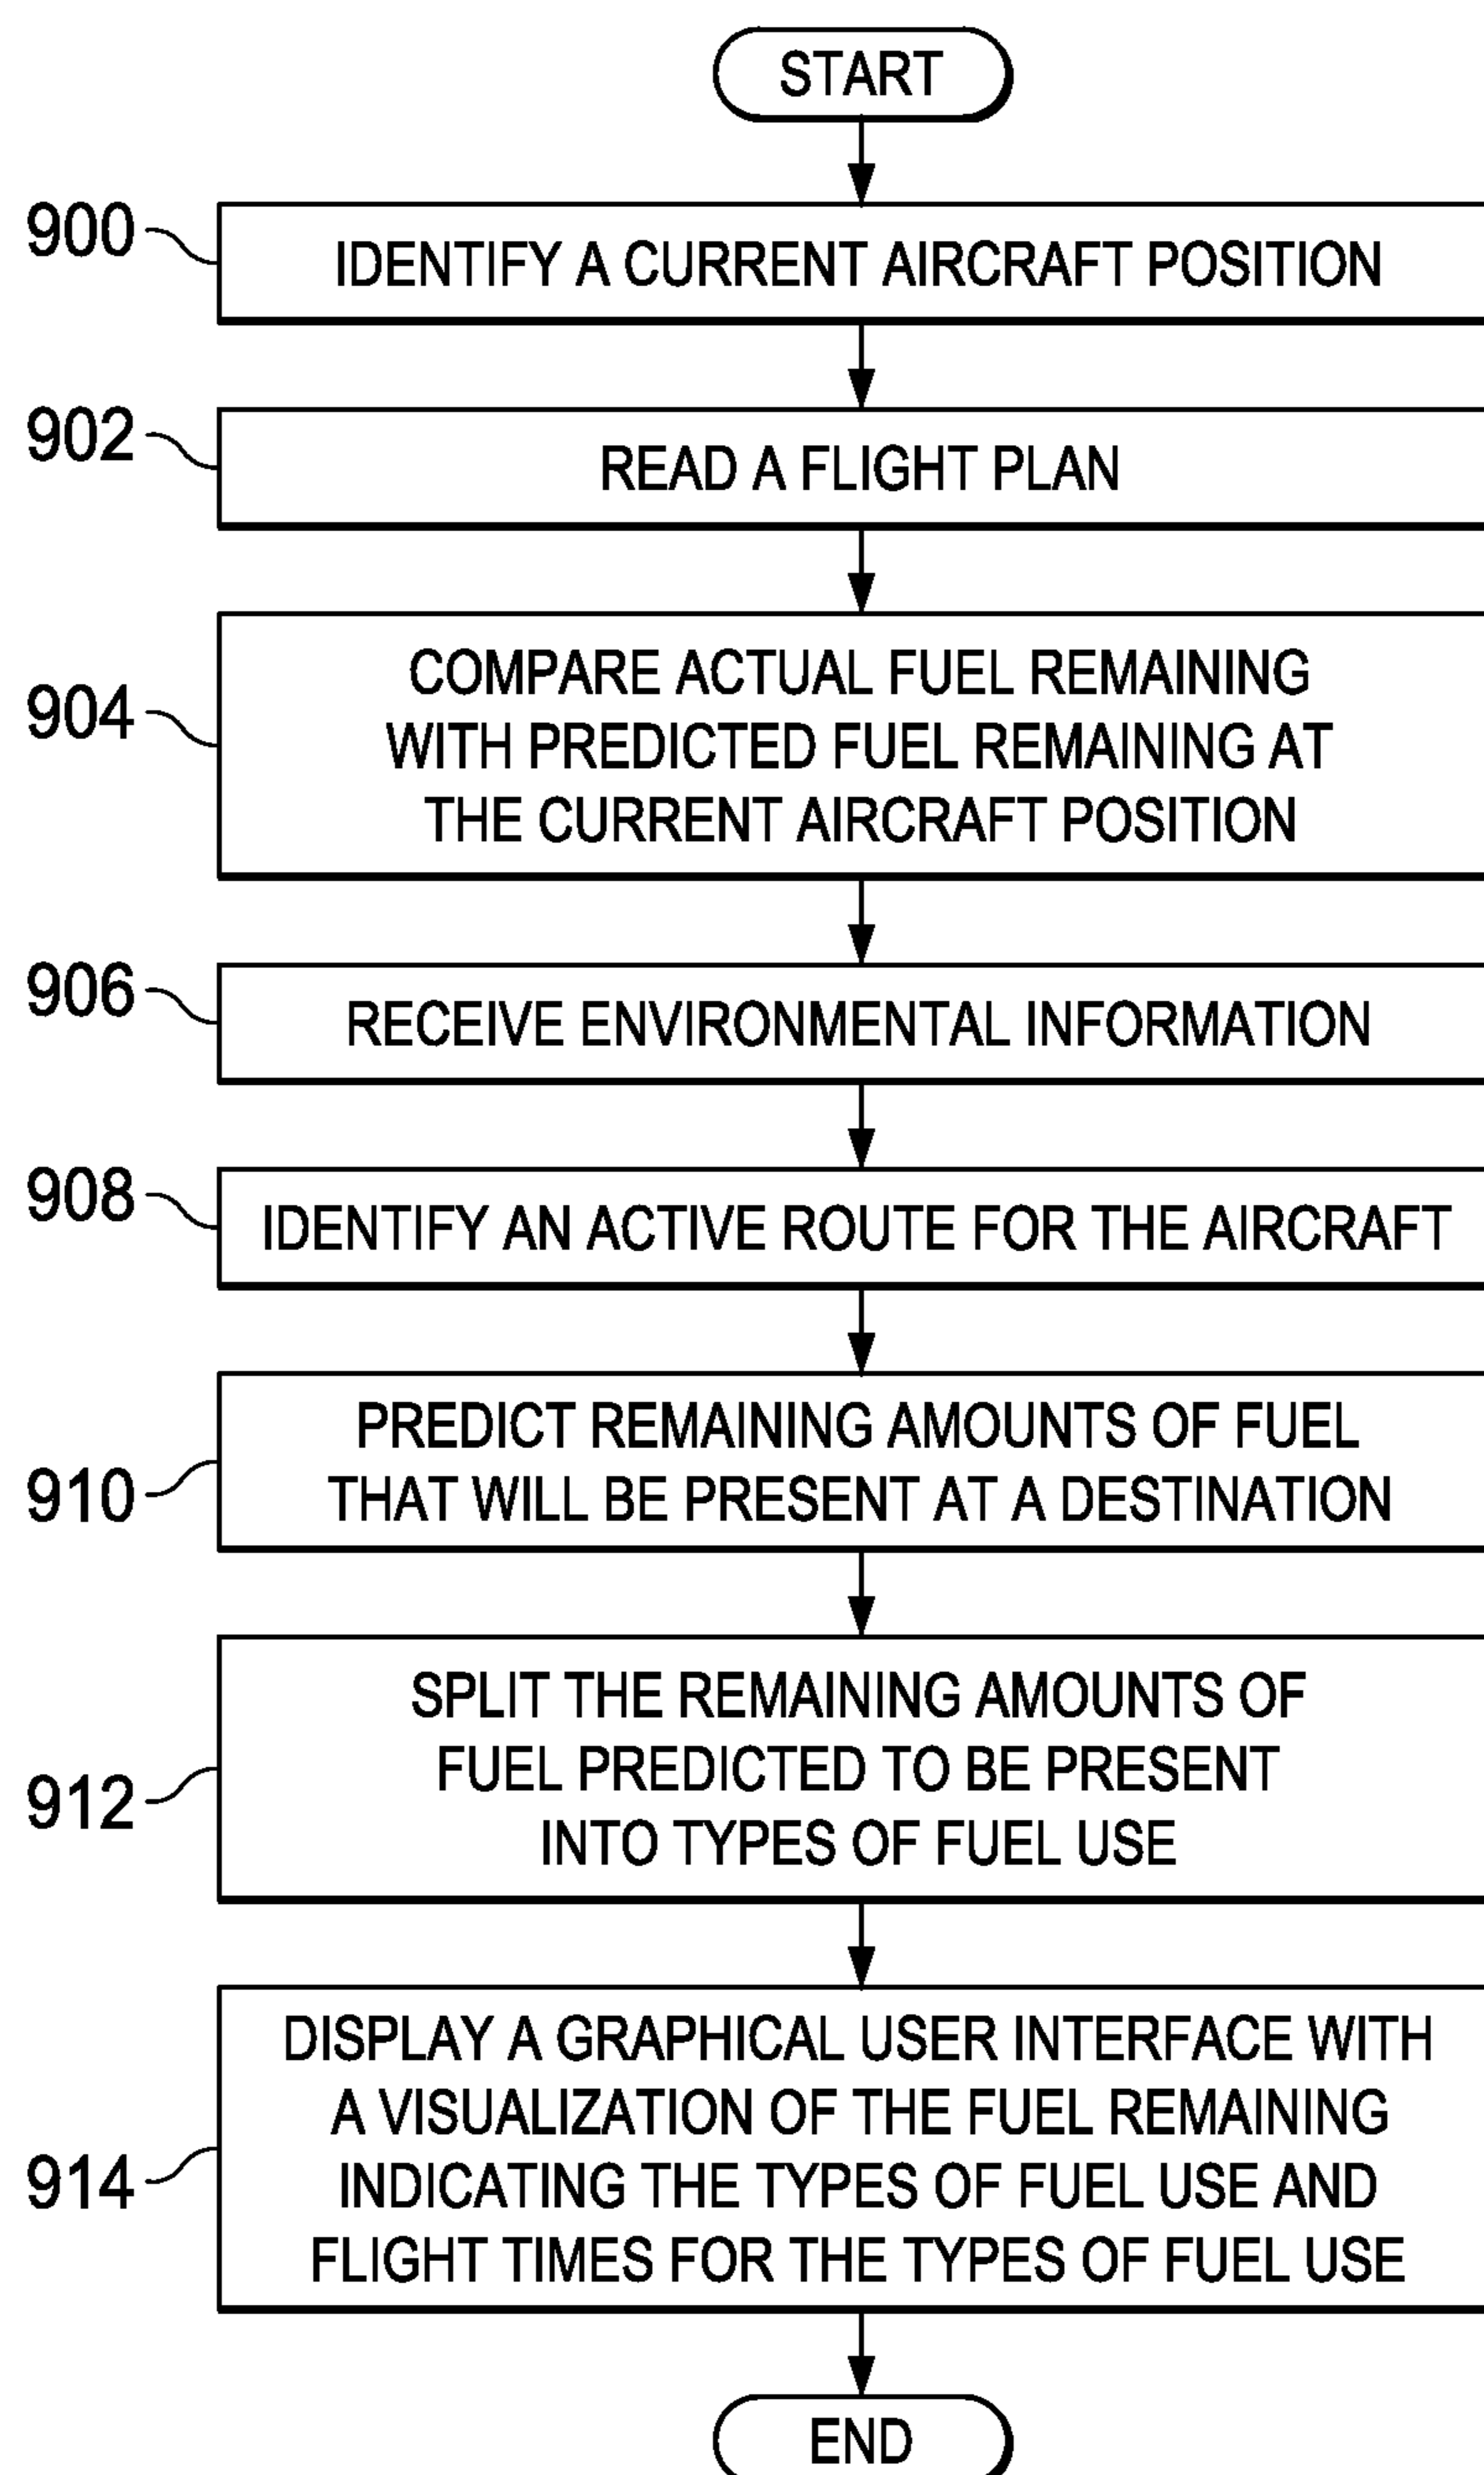 START
900
IDENTIFY A CURRENT AIRCRAFT POSITION
902
READ A FLIGHT PLAN
904
COMPARE ACTUAL FUEL REMAINING
WITH PREDICTED FUEL REMAINING AT
THE CURRENT AIRCRAFT POSITION
906
RECEIVE ENVIRONMENTAL INFORMATION
908
IDENTIFY AN ACTIVE ROUTE FOR THE AIRCRAFT
910
PREDICT REMAINING AMOUNTS OF FUEL
THAT WILL BE PRESENT AT A DESTINATION
912
SPLIT THE REMAINING AMOUNTS OF
FUEL PREDICTED TO BE PRESENT
INTO TYPES OF FUEL USE
914
DISPLAY A GRAPHICAL USER INTERFACE WITH
A VISUALIZATION OF THE FUEL REMAINING
INDICATING THE TYPES OF FUEL USE AND
FLIGHT TIMES FOR THE TYPES OF FUEL USE
END